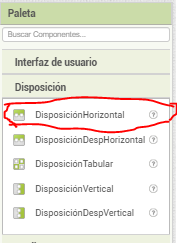 Paleta
Buscar Componentes...
Interfaz de usuario
Disposición
DisposiciónHorizontal
DisposiciónDespHorizontal
DisposiciónTabular
DisposiciónVertical
DisposiciónDespVertical